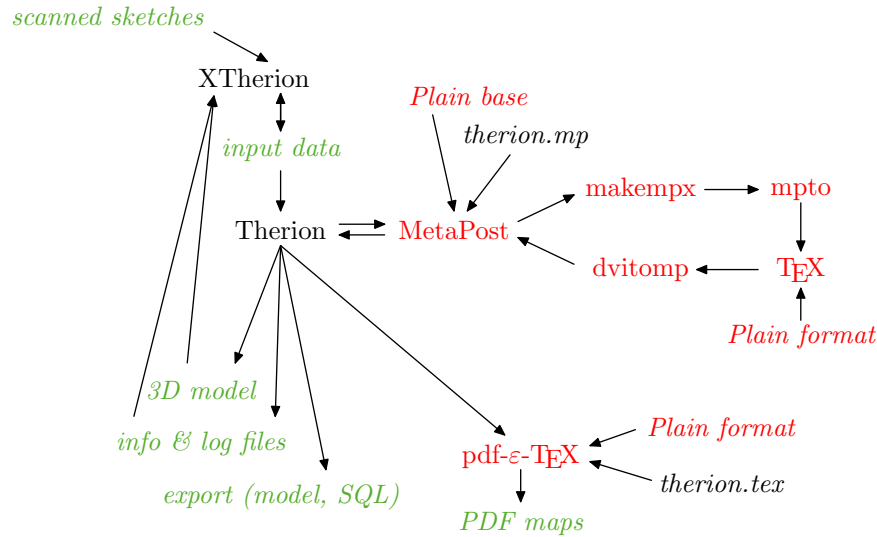 scanned sketches
XTherion
Plain base
therion.mp
input data
makempx
mpto
Therion
MetaPost
dvitomp
TEX
Plain format
3D model
info & log files
Plain format
pdf-ε-TEX
therion.tex
export (model, SQL)
PDF maps